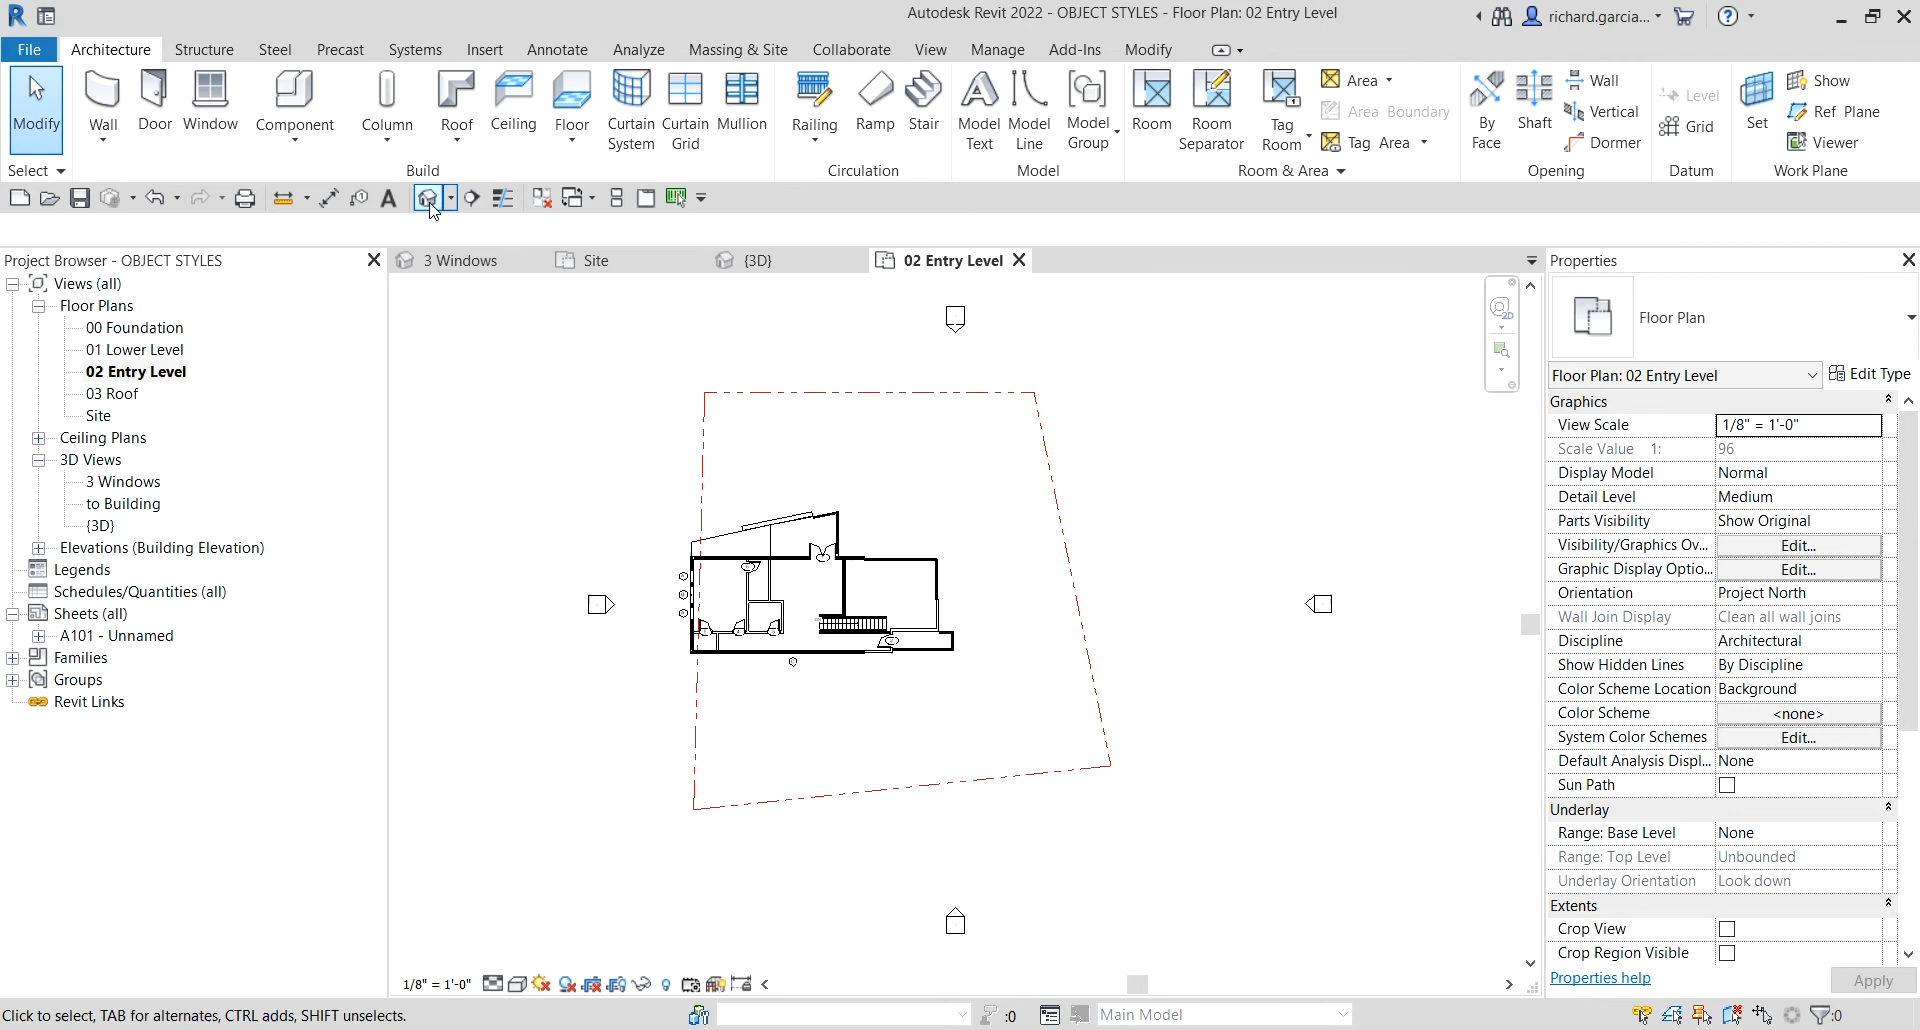 Autodesk Revit 2022 - OBJECT STYLES - Floor Plan: 02 Entry Level
richard.garcia...
File Architecture Structure Steel Precast Systems Insert Annotate Analyze Massing & Site Collaborate View Manage Add-Ins Modify
Modify
Wall
Door
Window
Component
Column
Roof
Ceiling
Floor
Curtain System
Curtain Grid
Mullion
Railing
Ramp
Stair
Model Text
Model Line
Model Group
Room
Room Separator
Tag Room
Area
Area Boundary
Tag Area
By Face
Shaft
Wall
Vertical
Dormer
Level
Grid
Set
Show
Ref Plane
Viewer
Select Build Circulation Model Room & Area Opening Datum Work Plane
Project Browser - OBJECT STYLES
Views (all)
Floor Plans
00 Foundation
01 Lower Level
02 Entry Level
03 Roof
Site
Ceiling Plans
3D Views
3 Windows
to Building
{3D}
Elevations (Building Elevation)
Legends
Schedules/Quantities (all)
Sheets (all)
A101 - Unnamed
Families
Groups
Revit Links
3 Windows Site {3D} 02 Entry Level
2D
1/8" = 1'-0"
Properties
Floor Plan
Floor Plan: 02 Entry Level Edit Type
Graphics
View Scale 1/8" = 1'-0"
Scale Value 1: 96
Display Model Normal
Detail Level Medium
Parts Visibility Show Original
Visibility/Graphics Ov... Edit...
Graphic Display Optio... Edit...
Orientation Project North
Wall Join Display Clean all wall joins
Discipline Architectural
Show Hidden Lines By Discipline
Color Scheme Location Background
Color Scheme <none>
System Color Schemes Edit...
Default Analysis Displ... None
Sun Path
Underlay
Range: Base Level None
Range: Top Level Unbounded
Underlay Orientation Look down
Extents
Crop View
Crop Region Visible
Properties help Apply
Click to select, TAB for alternates, CTRL adds, SHIFT unselects.
:0
Main Model
:0